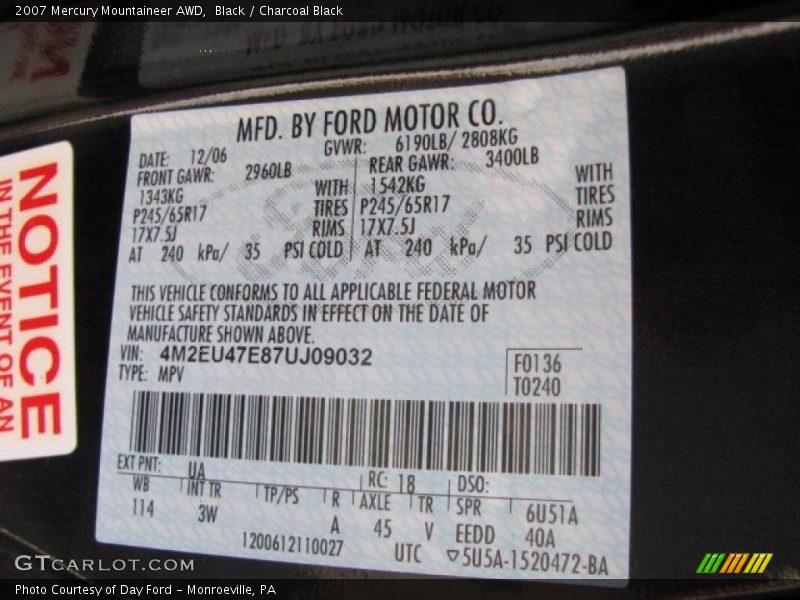 2007 Mercury Mountaineer AWD, Black / Charcoal Black
MFD. BY FORD MOTOR CO.
DATE: 12/06 GVWR: 6190LB/ 2808KG
FRONT GAWR: 2960LB REAR GAWR: 3400LB
1343KG WITH 1542KG WITH
P245/65R17 TIRES P245/65R17 TIRES
17X7.5J RIMS 17X7.5J RIMS
AT 240 kPa/ 35 PSI COLD AT 240 kPa/ 35 PSI COLD
THIS VEHICLE CONFORMS TO ALL APPLICABLE FEDERAL MOTOR
VEHICLE SAFETY STANDARDS IN EFFECT ON THE DATE OF
MANUFACTURE SHOWN ABOVE.
VIN: 4M2EU47E87UJ09032
TYPE: MPV
F0136
T0240
EXT PNT: UA RC: 18 DSO:
WB INT TR TP/PS R AXLE TR SPR 6U51A
114 3W A 45 V EEDD 40A
1200612110027 UTC ▽5U5A-1520472-BA
NOTICE
IN THE EVENT OF AN
GTCARLOT.COM
Photo Courtesy of Day Ford – Monroeville, PA